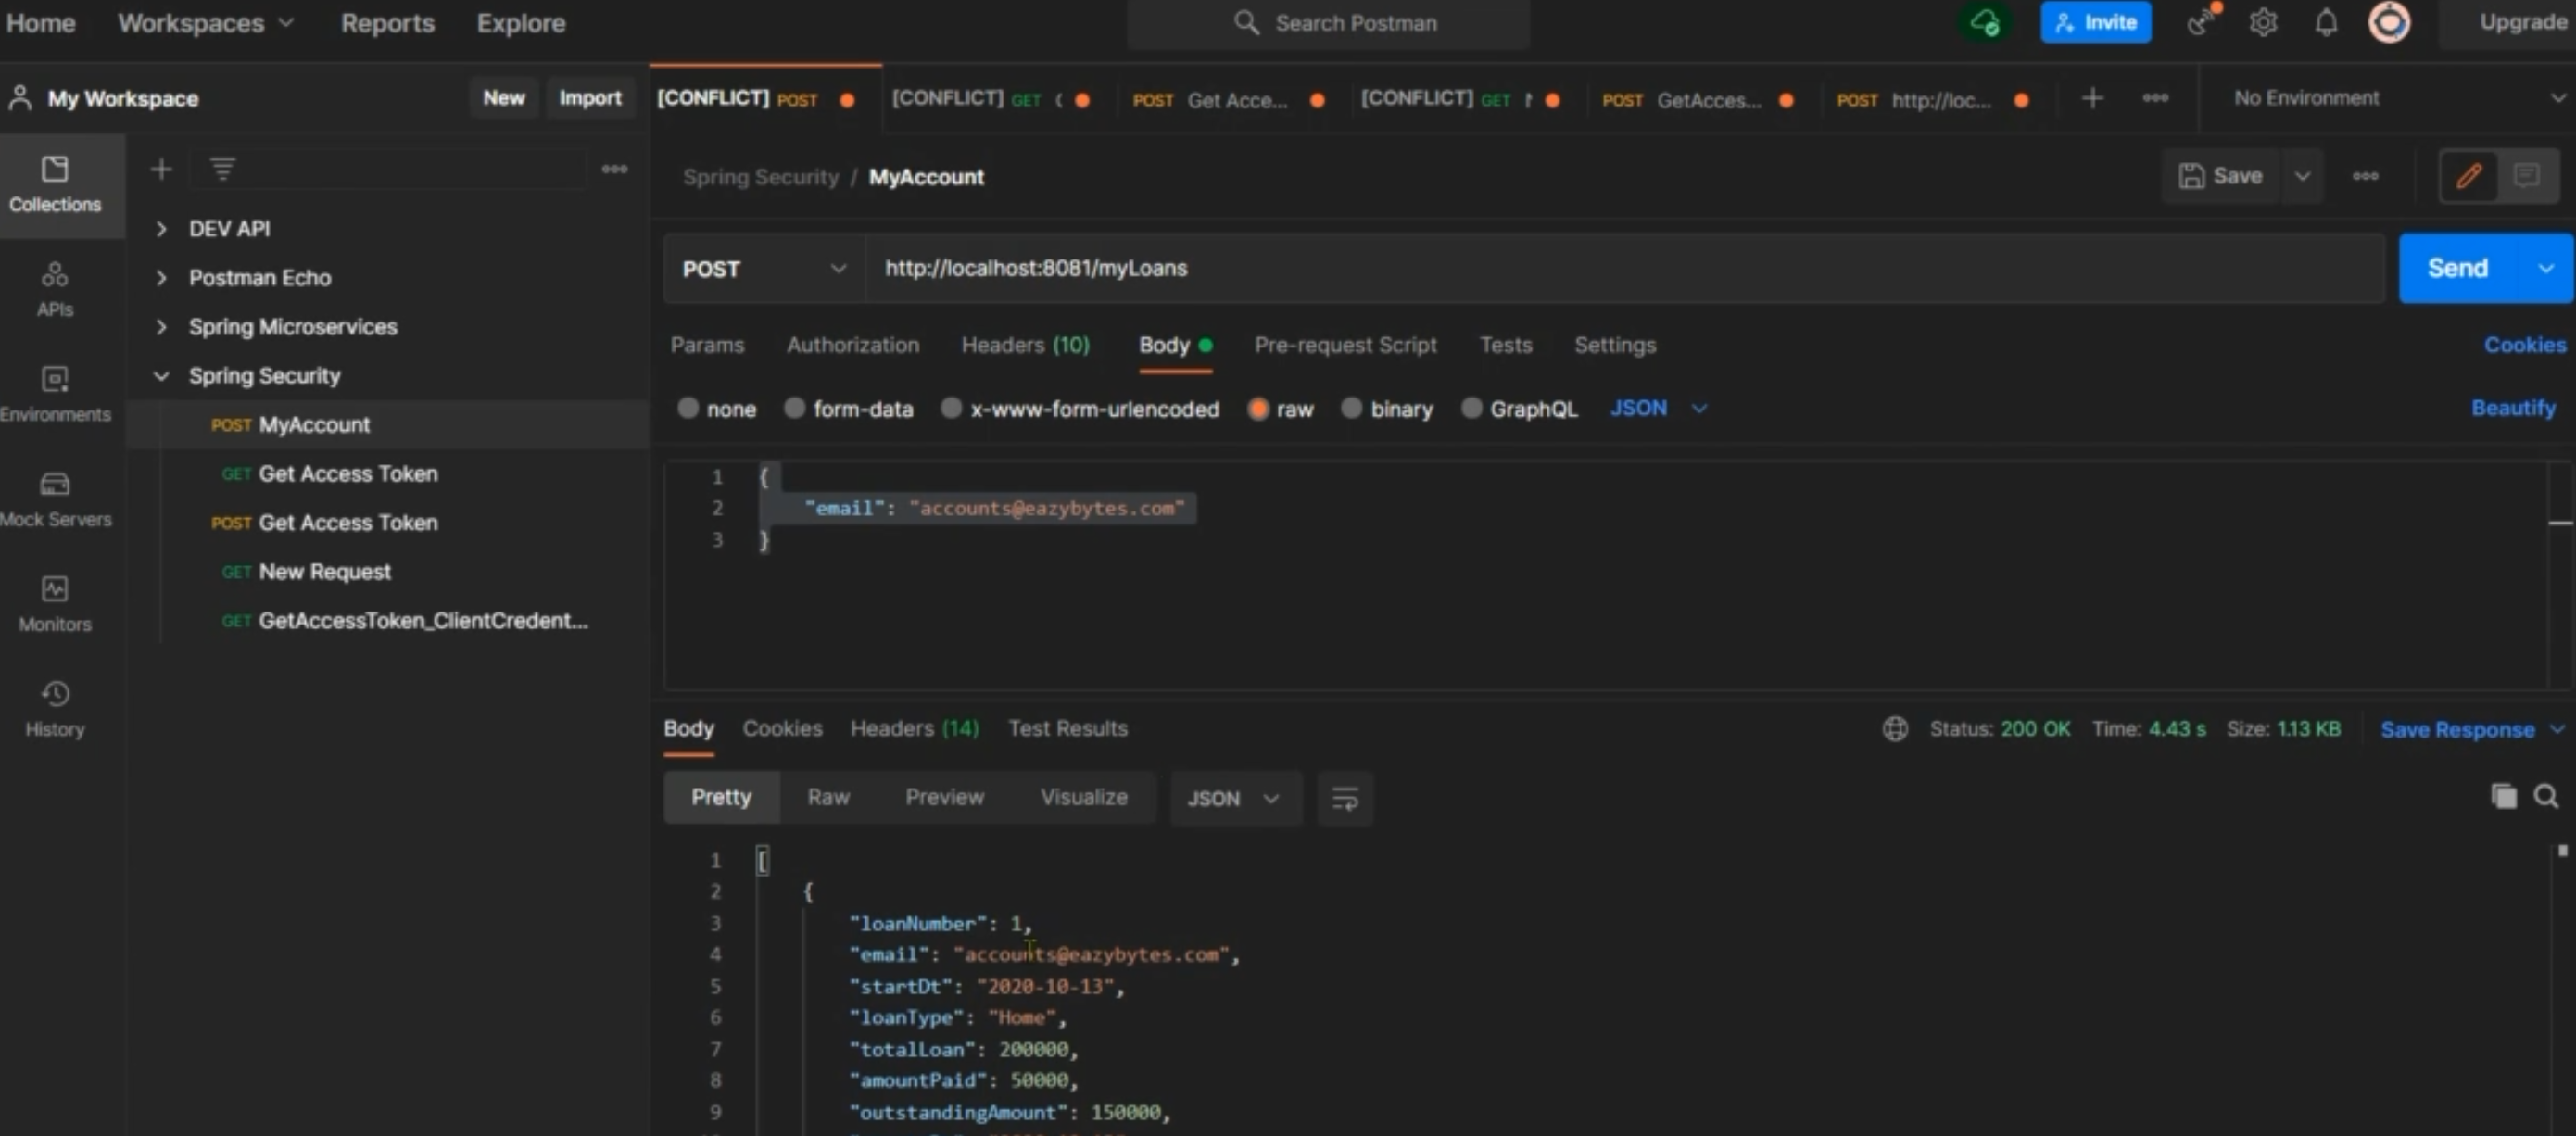 Home Workspaces Reports Explore Search Postman Invite Upgrade
My Workspace New Import [CONFLICT] POST [CONFLICT] GET POST Get Acce... [CONFLICT] GET POST GetAcces... POST http://loc... No Environment
Spring Security / MyAccount Save
POST http://localhost:8081/myLoans Send
Params Authorization Headers (10) Body Pre-request Script Tests Settings Cookies
none form-data x-www-form-urlencoded raw binary GraphQL JSON Beautify
1 {
2 "email": "accounts@eazybytes.com"
3 }
Collections
APIs
Environments
Mock Servers
Monitors
History
DEV API
Postman Echo
Spring Microservices
Spring Security
POST MyAccount
GET Get Access Token
POST Get Access Token
GET New Request
GET GetAccessToken_ClientCredent...
Body Cookies Headers (14) Test Results Status: 200 OK Time: 4.43 s Size: 1.13 KB Save Response
Pretty Raw Preview Visualize JSON
1 [
2 {
3 "loanNumber": 1,
4 "email": "accounts@eazybytes.com",
5 "startDt": "2020-10-13",
6 "loanType": "Home",
7 "totalLoan": 200000,
8 "amountPaid": 50000,
9 "outstandingAmount": 150000,